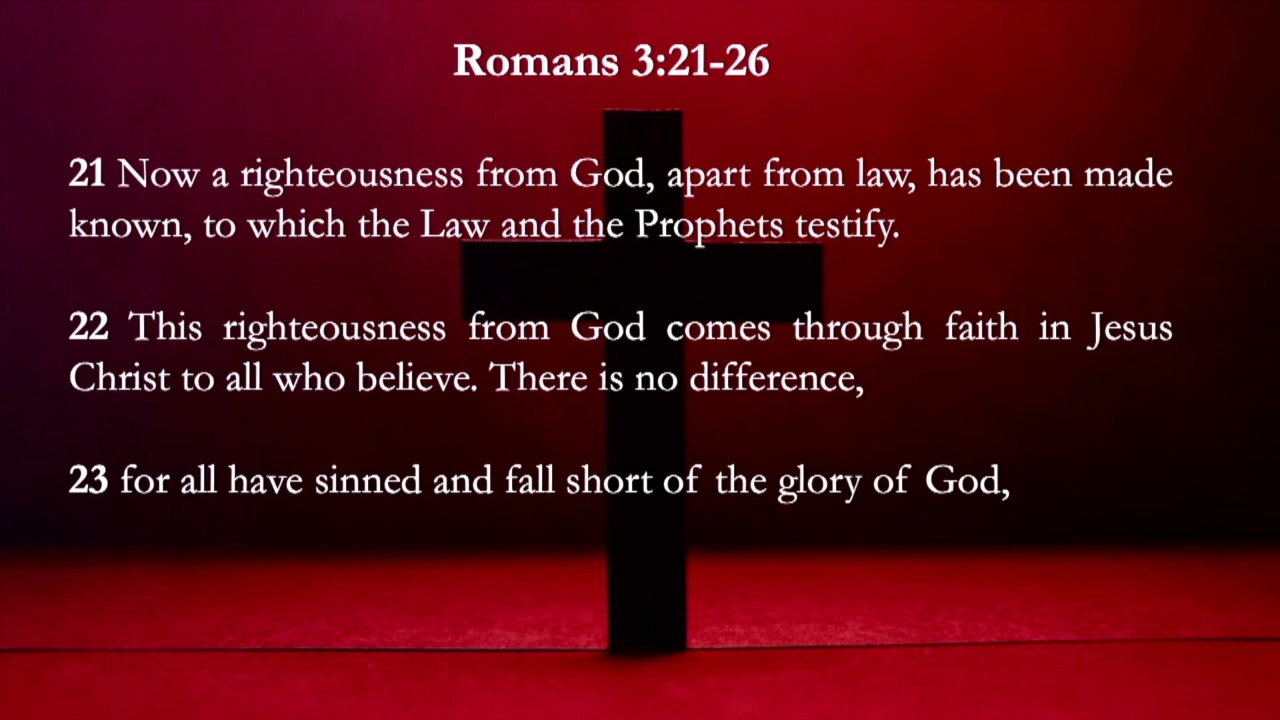 Romans 3:21-26
21 Now a righteousness from God, apart from law, has been made
known, to which the Law and the Prophets testify.
22 This righteousness from God comes through faith in Jesus
Christ to all who believe. There is no difference,
23 for all have sinned and fall short of the glory of God,